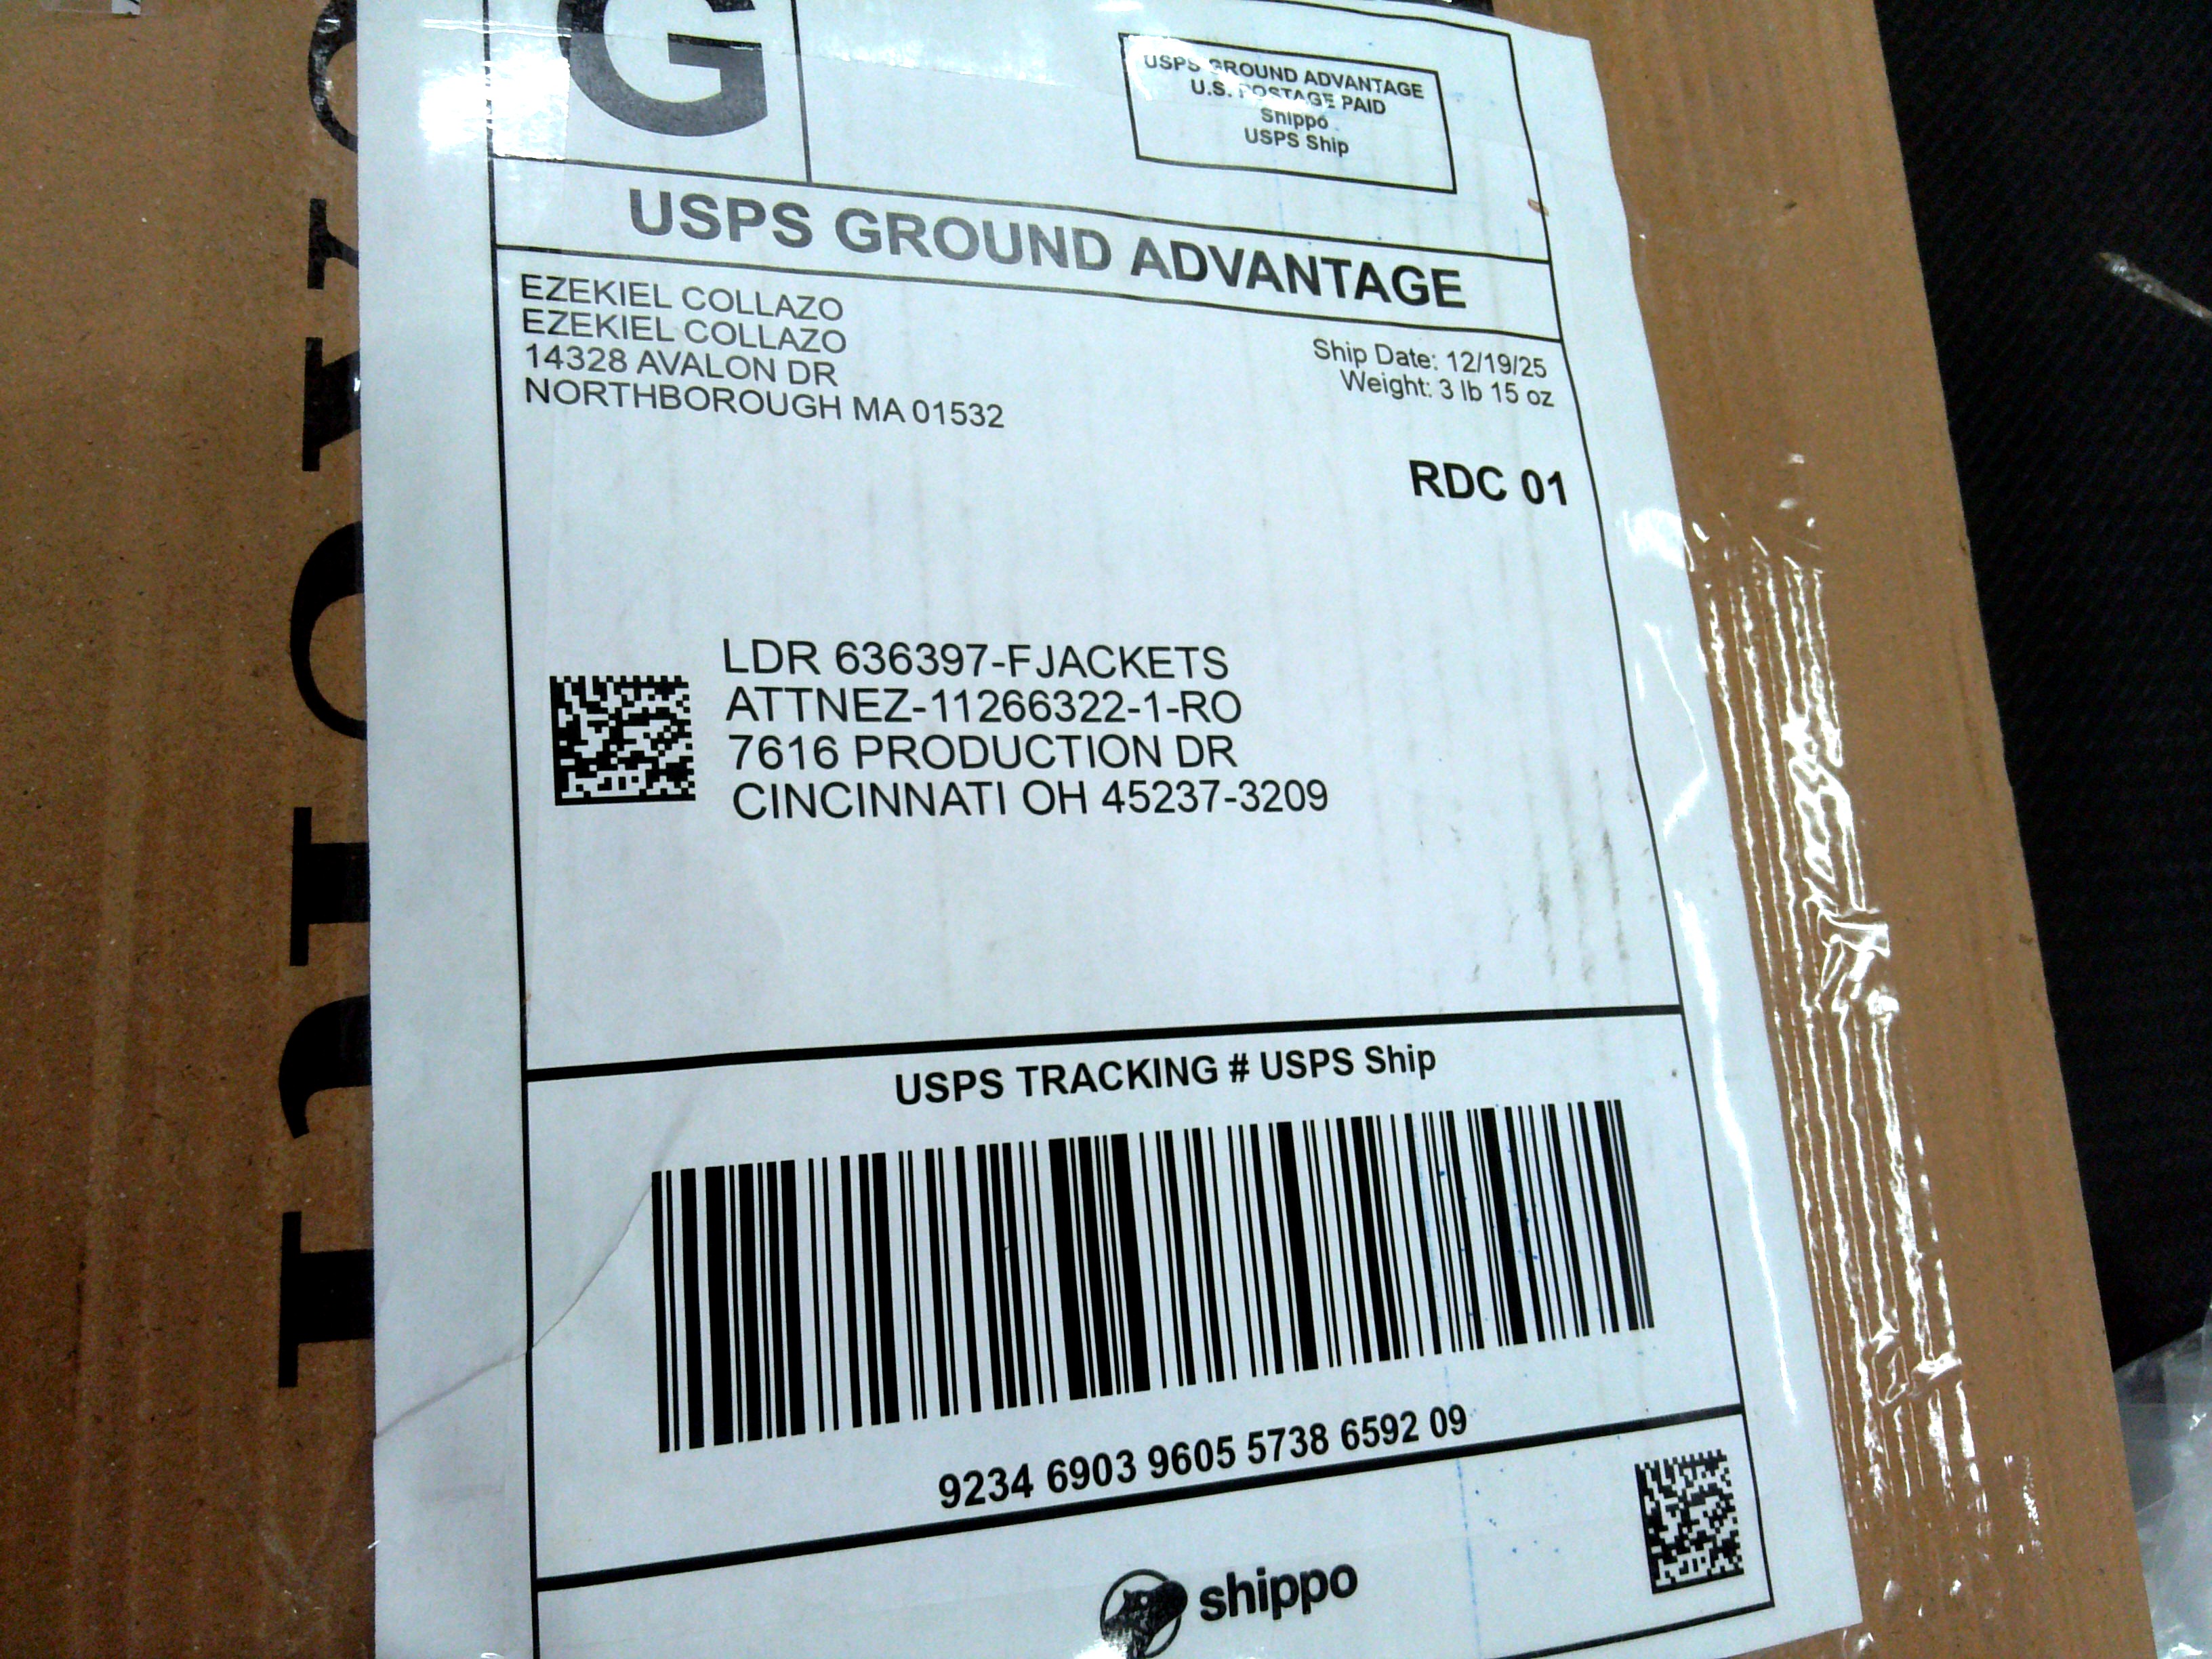 G
USPS GROUND ADVANTAGE
U.S. POSTAGE PAID
Shippo
USPS Ship
USPS GROUND ADVANTAGE
EZEKIEL COLLAZO
EZEKIEL COLLAZO
14328 AVALON DR
NORTHBOROUGH MA 01532
Ship Date: 12/19/25
Weight: 3 lb 15 oz
RDC 01
LDR 636397-FJACKETS
ATTNEZ-11266322-1-RO
7616 PRODUCTION DR
CINCINNATI OH 45237-3209
USPS TRACKING # USPS Ship
9234 6903 9605 5738 6592 09
shippo